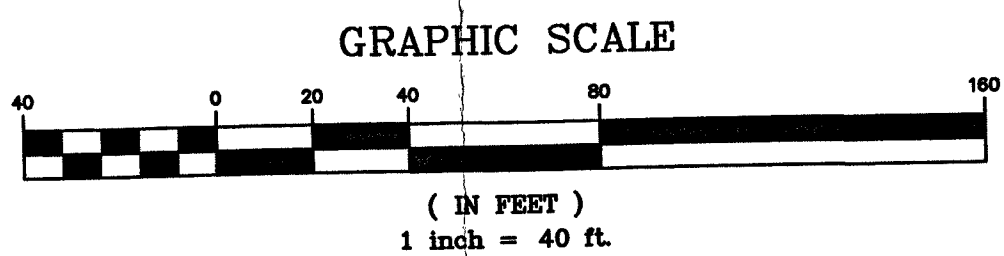 GRAPHIC SCALE
40 0 20 40 80 160
( IN FEET )
1 inch = 40 ft.